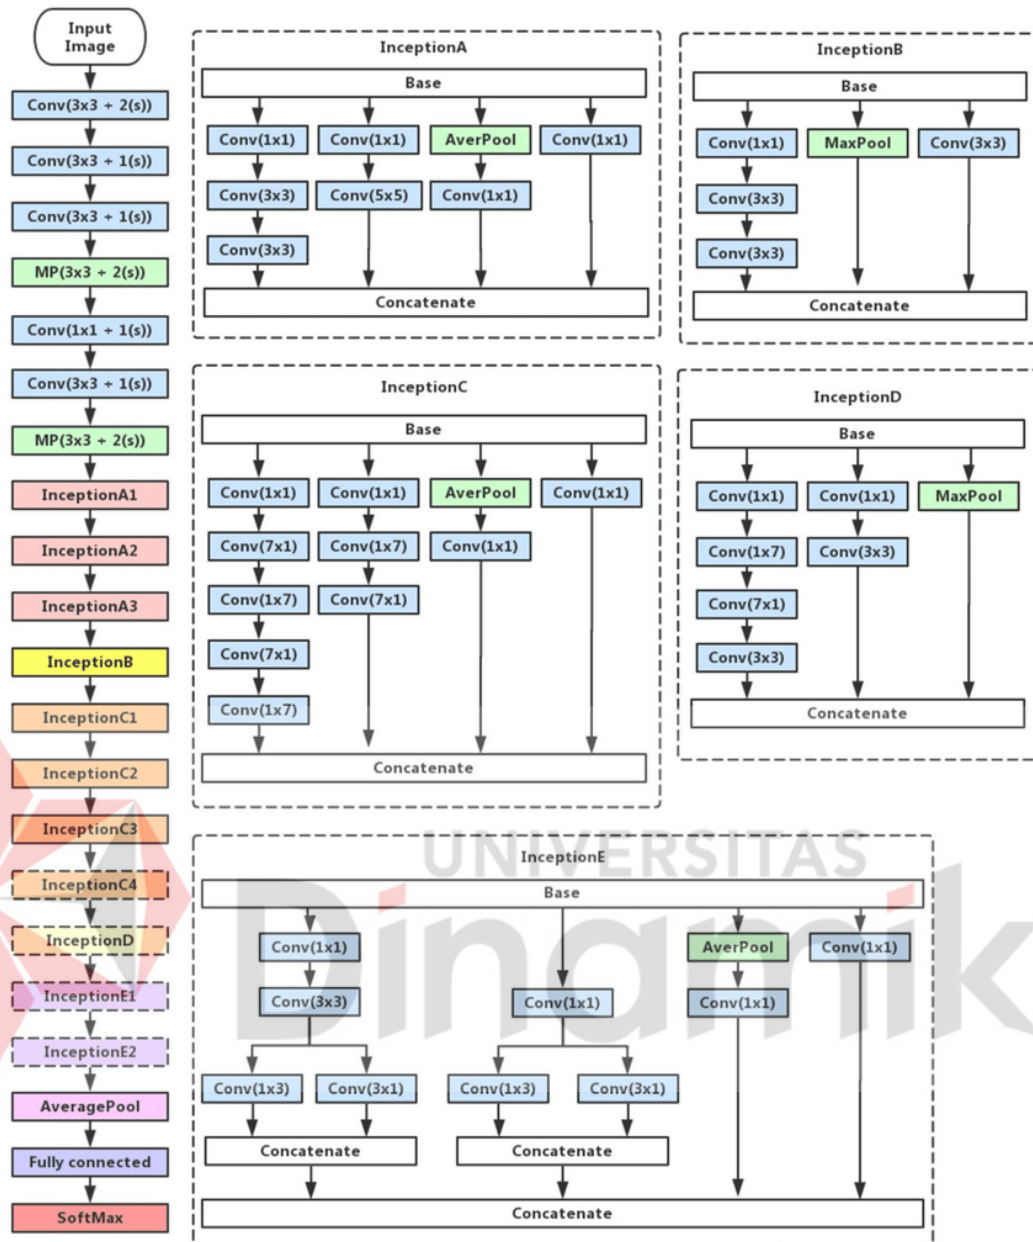 Input
Image
Conv(3x3 + 2(s))
Conv(3x3 + 1(s))
Conv(3x3 + 1(s))
MP(3x3 + 2(s))
Conv(1x1 + 1(s))
Conv(3x3 + 1(s))
MP(3x3 + 2(s))
InceptionA1
InceptionA2
InceptionA3
InceptionB
InceptionC1
InceptionC2
InceptionC3
InceptionC4
InceptionD
InceptionE1
InceptionE2
AveragePool
Fully connected
SoftMax
InceptionA
Base
Conv(1x1) Conv(1x1) AverPool Conv(1x1)
Conv(3x3) Conv(5x5) Conv(1x1)
Conv(3x3)
Concatenate
InceptionB
Base
Conv(1x1) MaxPool Conv(3x3)
Conv(3x3)
Conv(3x3)
Concatenate
InceptionC
Base
Conv(1x1) Conv(1x1) AverPool Conv(1x1)
Conv(7x1) Conv(1x7) Conv(1x1)
Conv(1x7) Conv(7x1)
Conv(7x1)
Conv(1x7)
Concatenate
InceptionD
Base
Conv(1x1) Conv(1x1) MaxPool
Conv(1x7) Conv(3x3)
Conv(7x1)
Conv(3x3)
Concatenate
UNIVERSITAS
Dinamik
InceptionE
Base
Conv(1x1) AverPool Conv(1x1)
Conv(3x3) Conv(1x1) Conv(1x1)
Conv(1x3) Conv(3x1) Conv(1x3) Conv(3x1)
Concatenate Concatenate
Concatenate